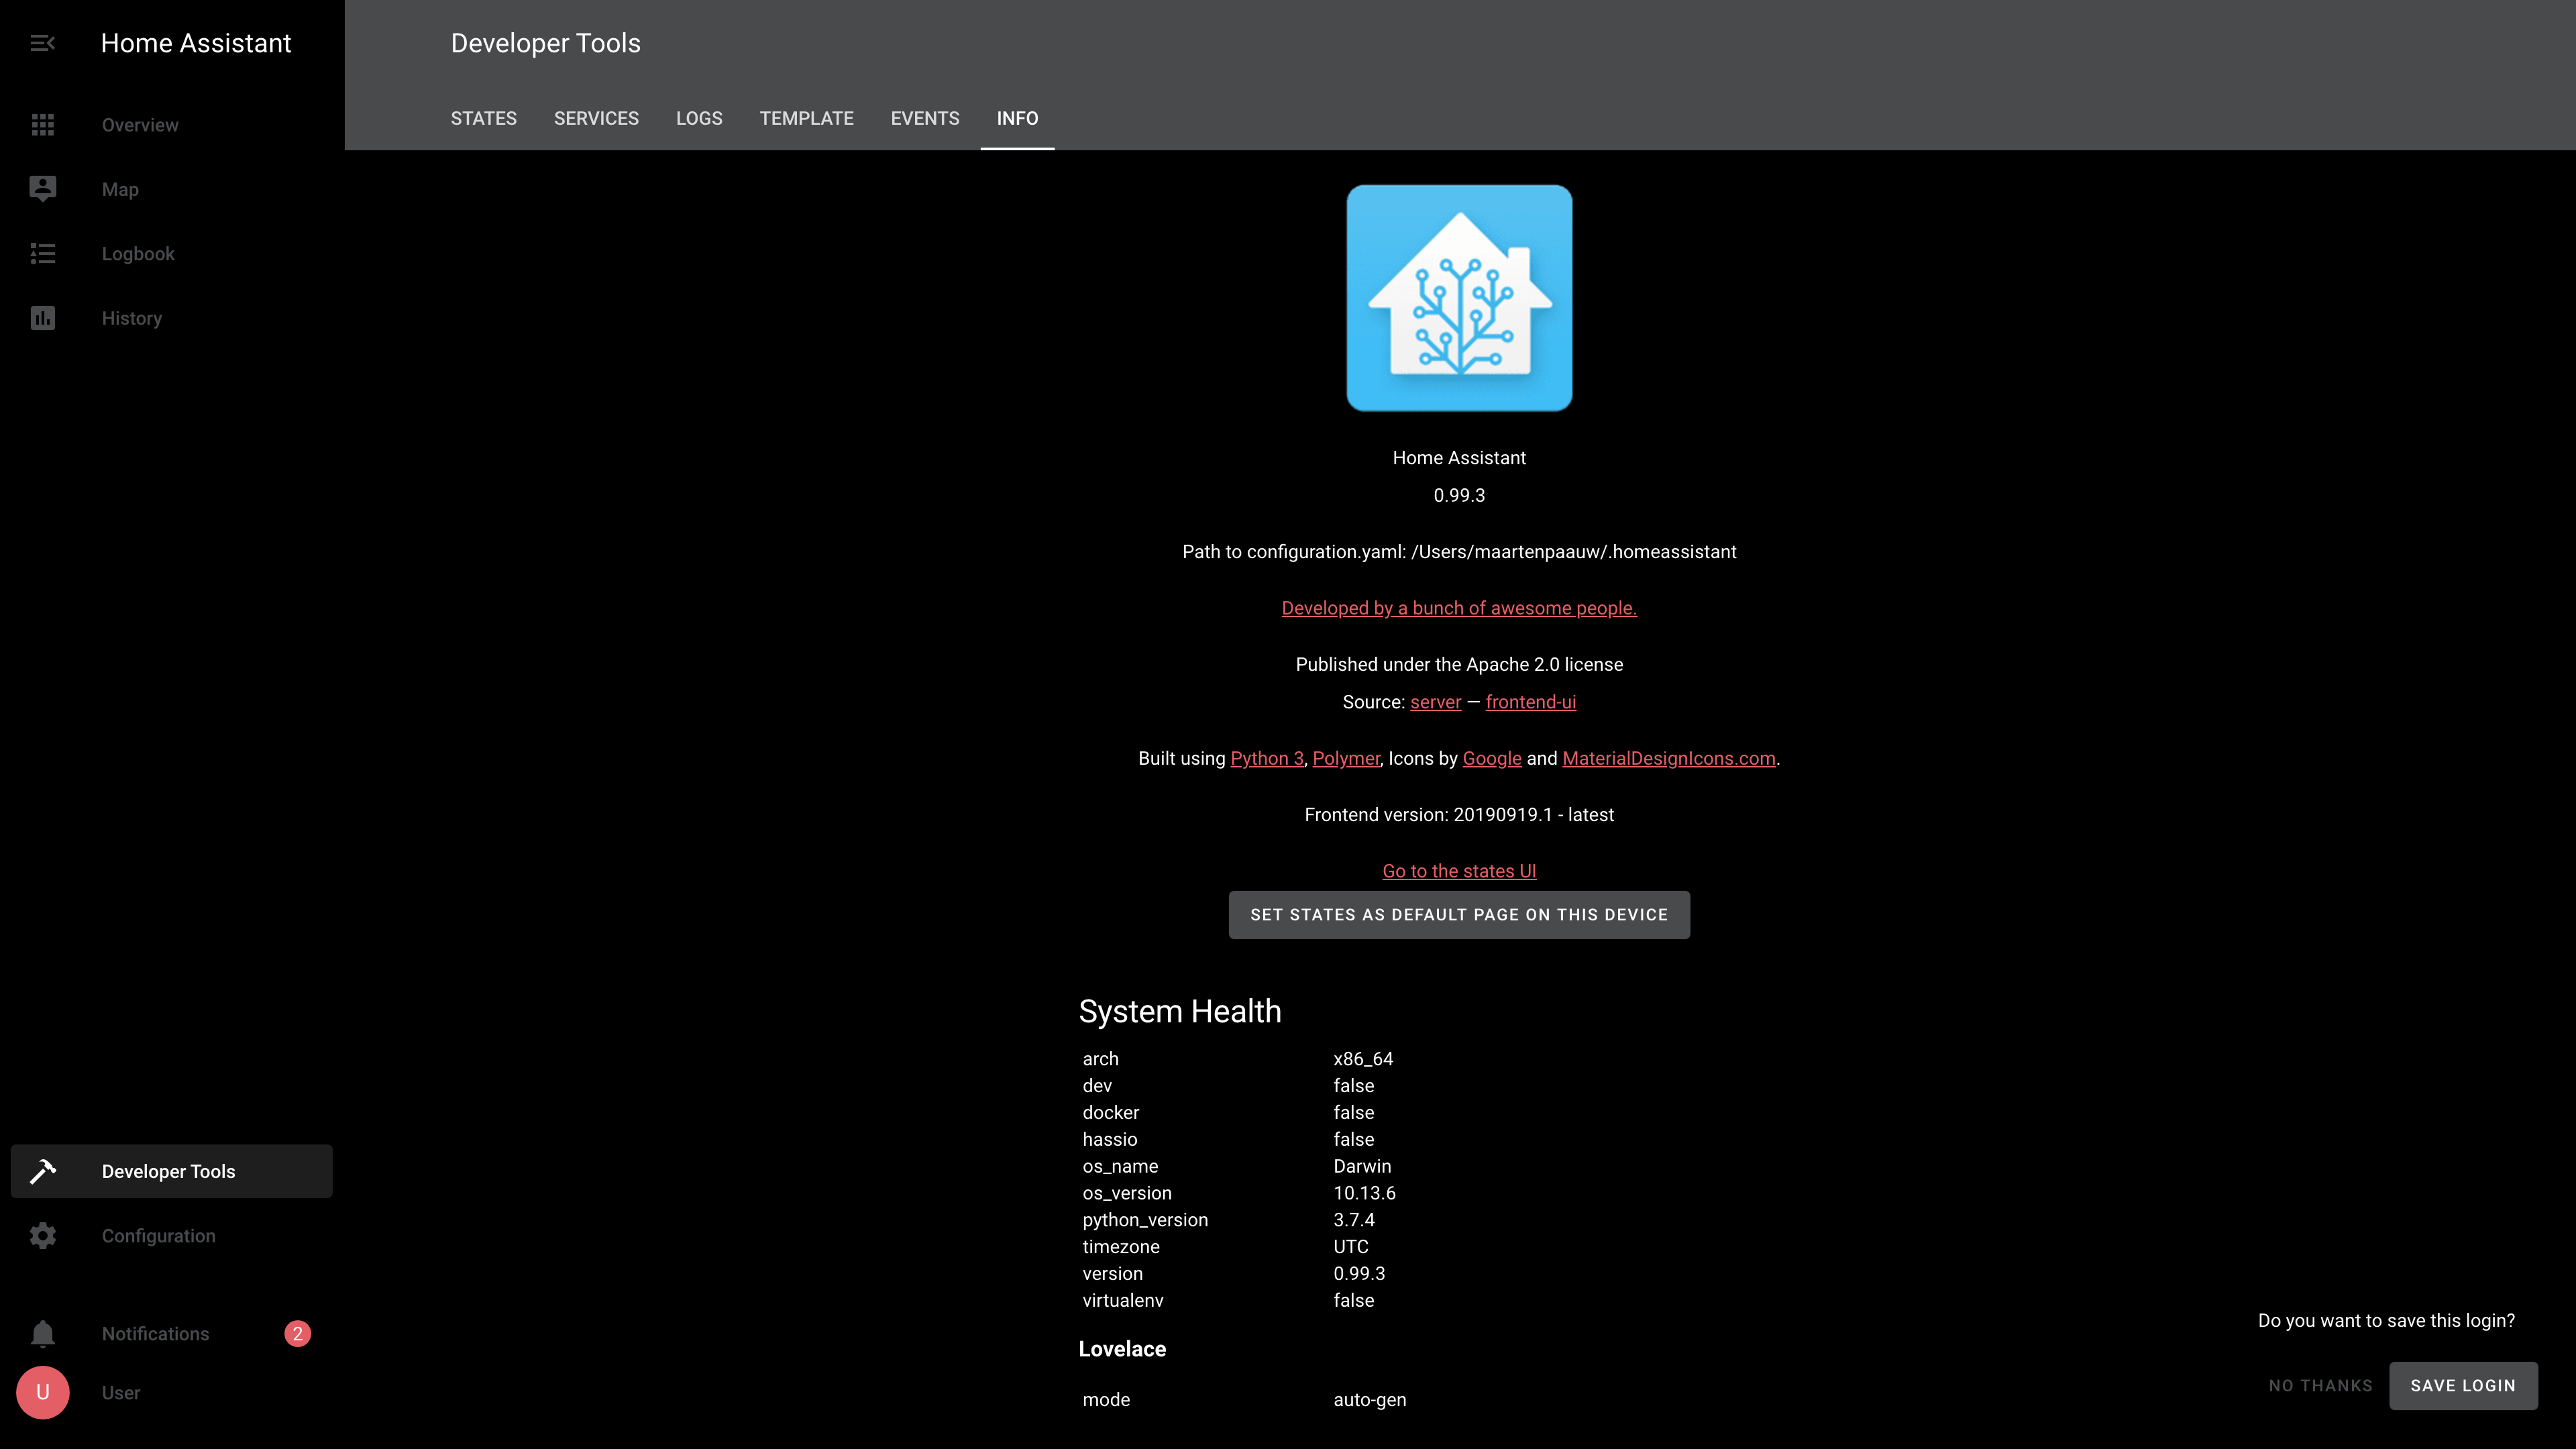 Home Assistant
Overview
Map
Logbook
History
Developer Tools
Configuration
Notifications 2
U User
Developer Tools
STATES SERVICES LOGS TEMPLATE EVENTS INFO
Home Assistant
0.99.3
Path to configuration.yaml: /Users/maartenpaauw/.homeassistant
Developed by a bunch of awesome people.
Published under the Apache 2.0 license
Source: server — frontend-ui
Built using Python 3, Polymer, Icons by Google and MaterialDesignIcons.com.
Frontend version: 20190919.1 - latest
Go to the states UI
SET STATES AS DEFAULT PAGE ON THIS DEVICE
System Health
arch x86_64
dev false
docker false
hassio false
os_name Darwin
os_version 10.13.6
python_version 3.7.4
timezone UTC
version 0.99.3
virtualenv false
Lovelace
mode auto-gen
Do you want to save this login?
NO THANKS SAVE LOGIN